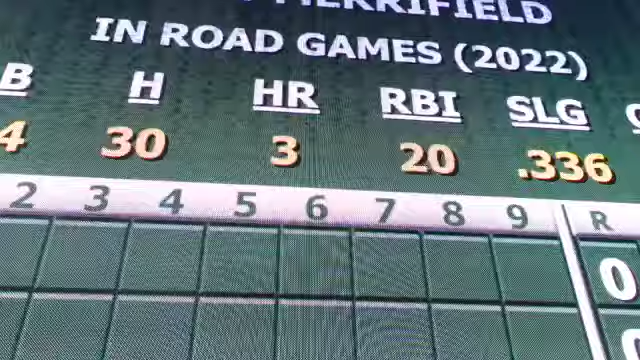 MERRIFIELD
IN ROAD GAMES (2022)
B H HR RBI SLG
4 30 3 20 .336
2 3 4 5 6 7 8 9 R
0